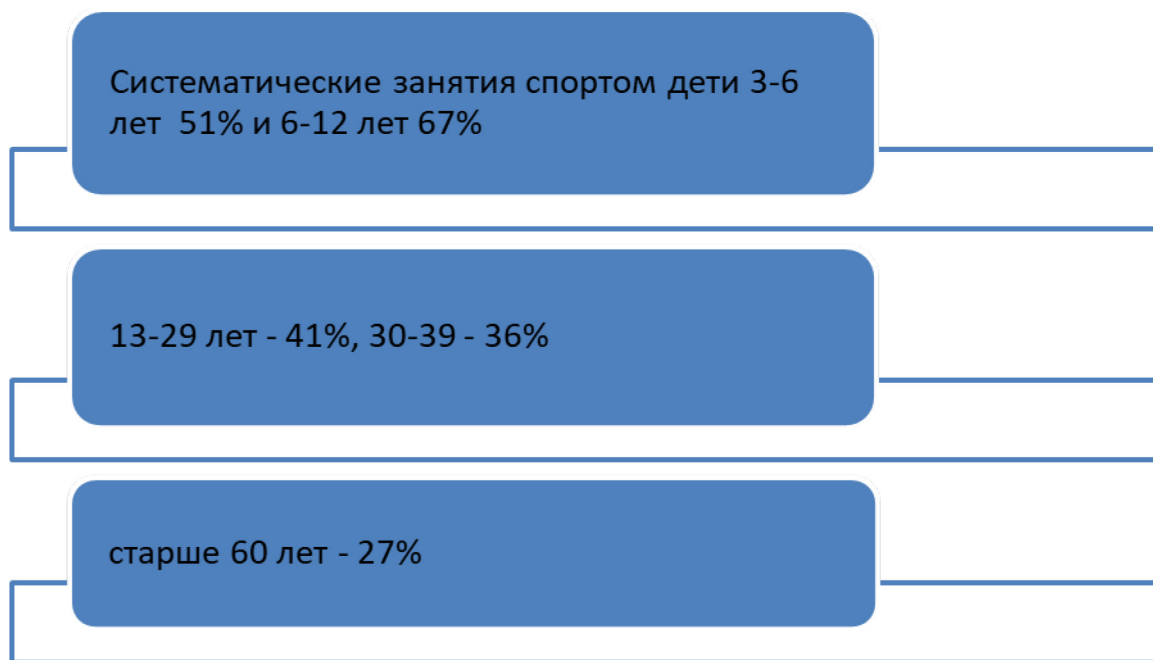 Систематические занятия спортом дети 3-6
лет  51% и 6-12 лет 67%
13-29 лет - 41%, 30-39 - 36%
старше 60 лет - 27%